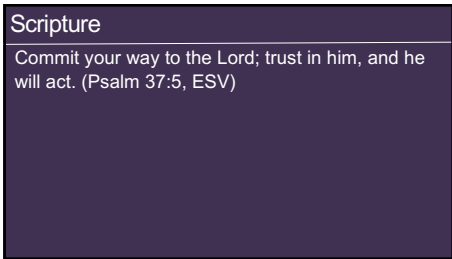 Scripture
Commit your way to the Lord; trust in him, and he
will act. (Psalm 37:5, ESV)